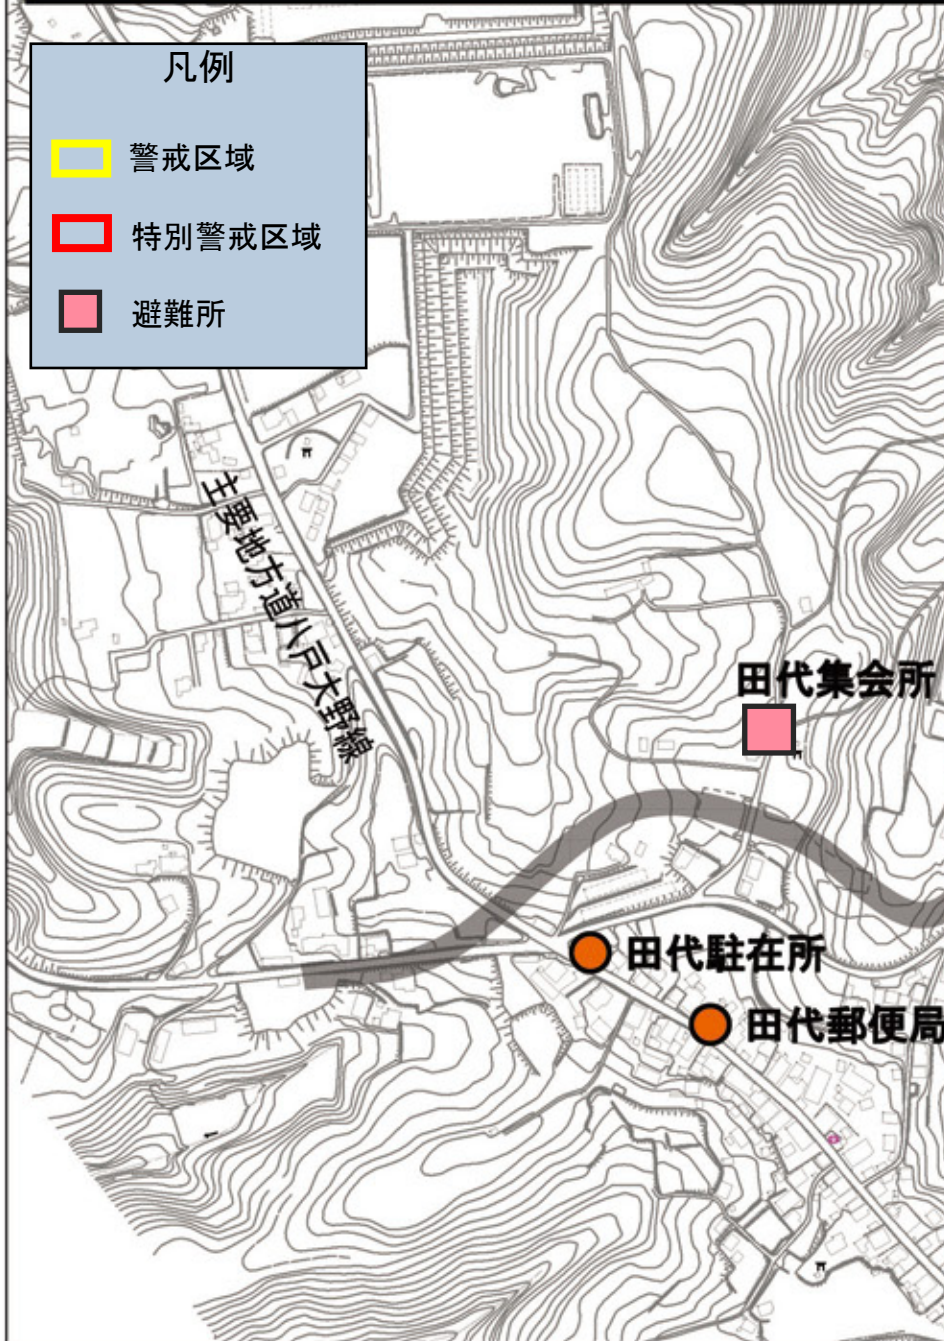 凡例
警戒区域
特別警戒区域
避難所
主要地方道八戸大野線
田代集会所
田代駐在所
田代郵便局